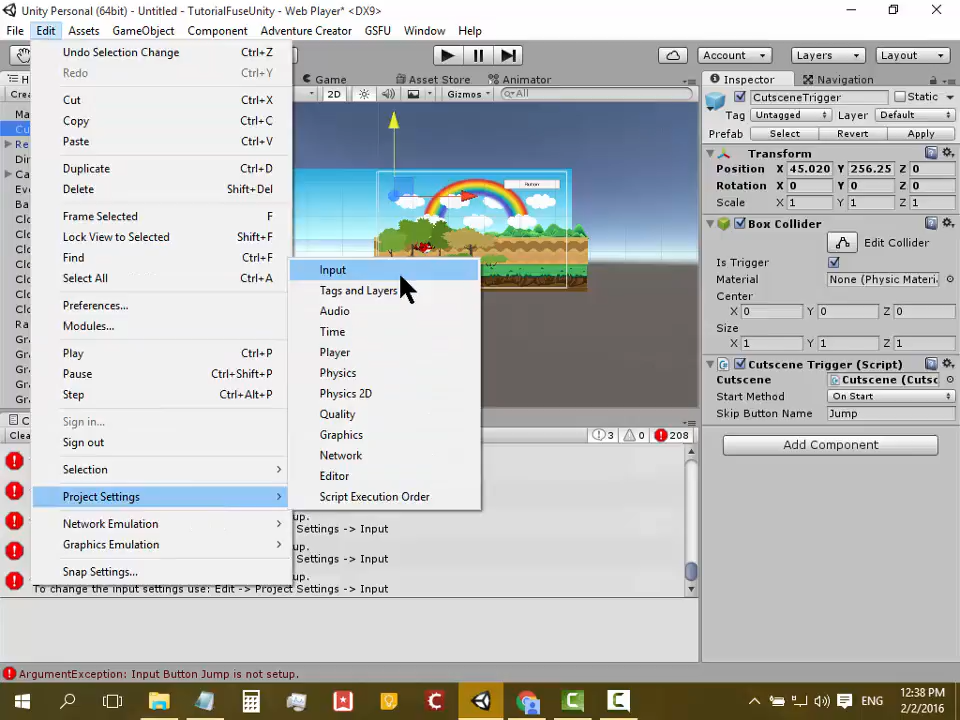 Unity Personal (64bit) - Untitled - TutorialFuseUnity - Web Player* <DX9>
File Edit Assets GameObject Component Adventure Creator GSFU Window Help
Undo Selection Change Ctrl+Z
Redo Ctrl+Y
Cut Ctrl+X
Copy Ctrl+C
Paste Ctrl+V
Duplicate Ctrl+D
Delete Shift+Del
Frame Selected F
Lock View to Selected Shift+F
Find Ctrl+F
Select All Ctrl+A
Preferences...
Modules...
Play Ctrl+P
Pause Ctrl+Shift+P
Step Ctrl+Alt+P
Sign in...
Sign out
Selection
Project Settings
Network Emulation
Graphics Emulation
Snap Settings...
Input
Tags and Layers
Audio
Time
Player
Physics
Physics 2D
Quality
Graphics
Network
Editor
Script Execution Order
Account Layers Layout
Game Asset Store Animator
2D Gizmos All
Button
3 0 208
up.
Settings -> Input
up.
Settings -> Input
up.
To change the input settings use: Edit -> Project Settings -> Input
Inspector Navigation
CutsceneTrigger Static
Tag Untagged Layer Default
Prefab Select Revert Apply
Transform
Position X 45.020 Y 256.25 Z 0
Rotation X 0 Y 0 Z 0
Scale X 1 Y 1 Z 1
Box Collider
Edit Collider
Is Trigger
Material None (Physic Materi
Center
X 0 Y 0 Z 0
Size
X 1 Y 1 Z 1
Cutscene Trigger (Script)
Cutscene Cutscene (Cutsc
Start Method On Start
Skip Button Name Jump
Add Component
ArgumentException: Input Button Jump is not setup.
ENG
12:38 PM
2/2/2016